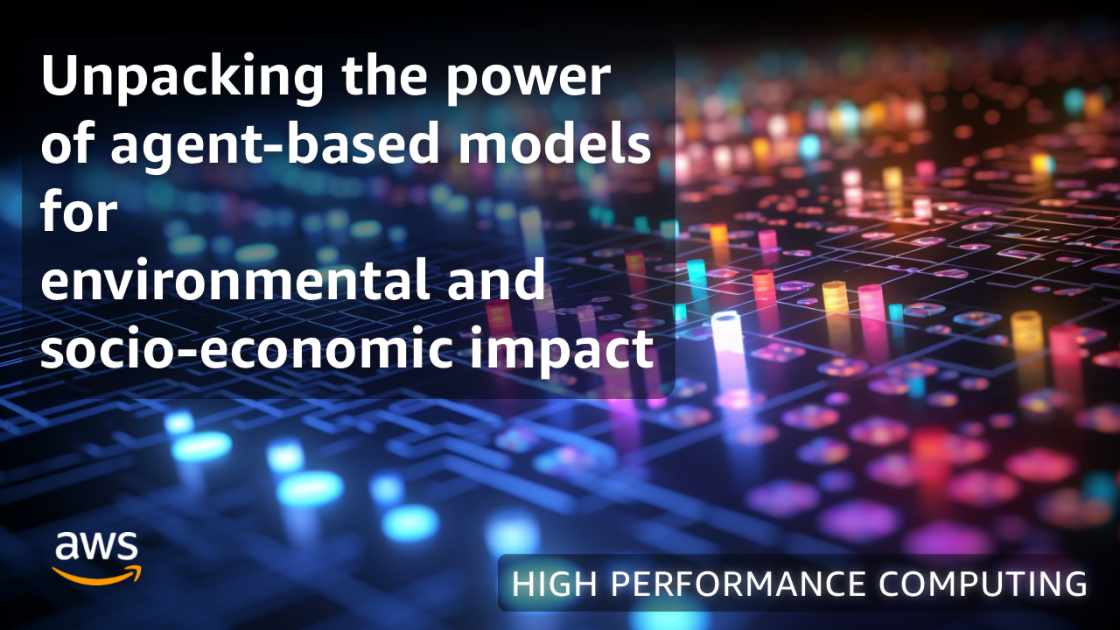 Unpacking the power
of agent-based models
for
environmental and
socio-economic impact
aws
HIGH PERFORMANCE COMPUTING